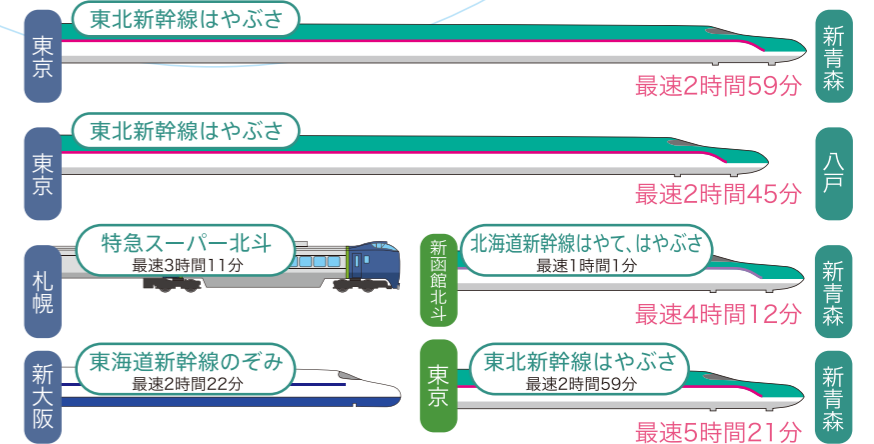 東京
東北新幹線はやぶさ
新青森
最速2時間59分
東京
東北新幹線はやぶさ
八戸
最速2時間45分
札幌
特急スーパー北斗
最速3時間11分
新函館北斗
北海道新幹線はやて、はやぶさ
最速1時間1分
新青森
最速4時間12分
新大阪
東海道新幹線のぞみ
最速2時間22分
東京
東北新幹線はやぶさ
最速2時間59分
新青森
最速5時間21分